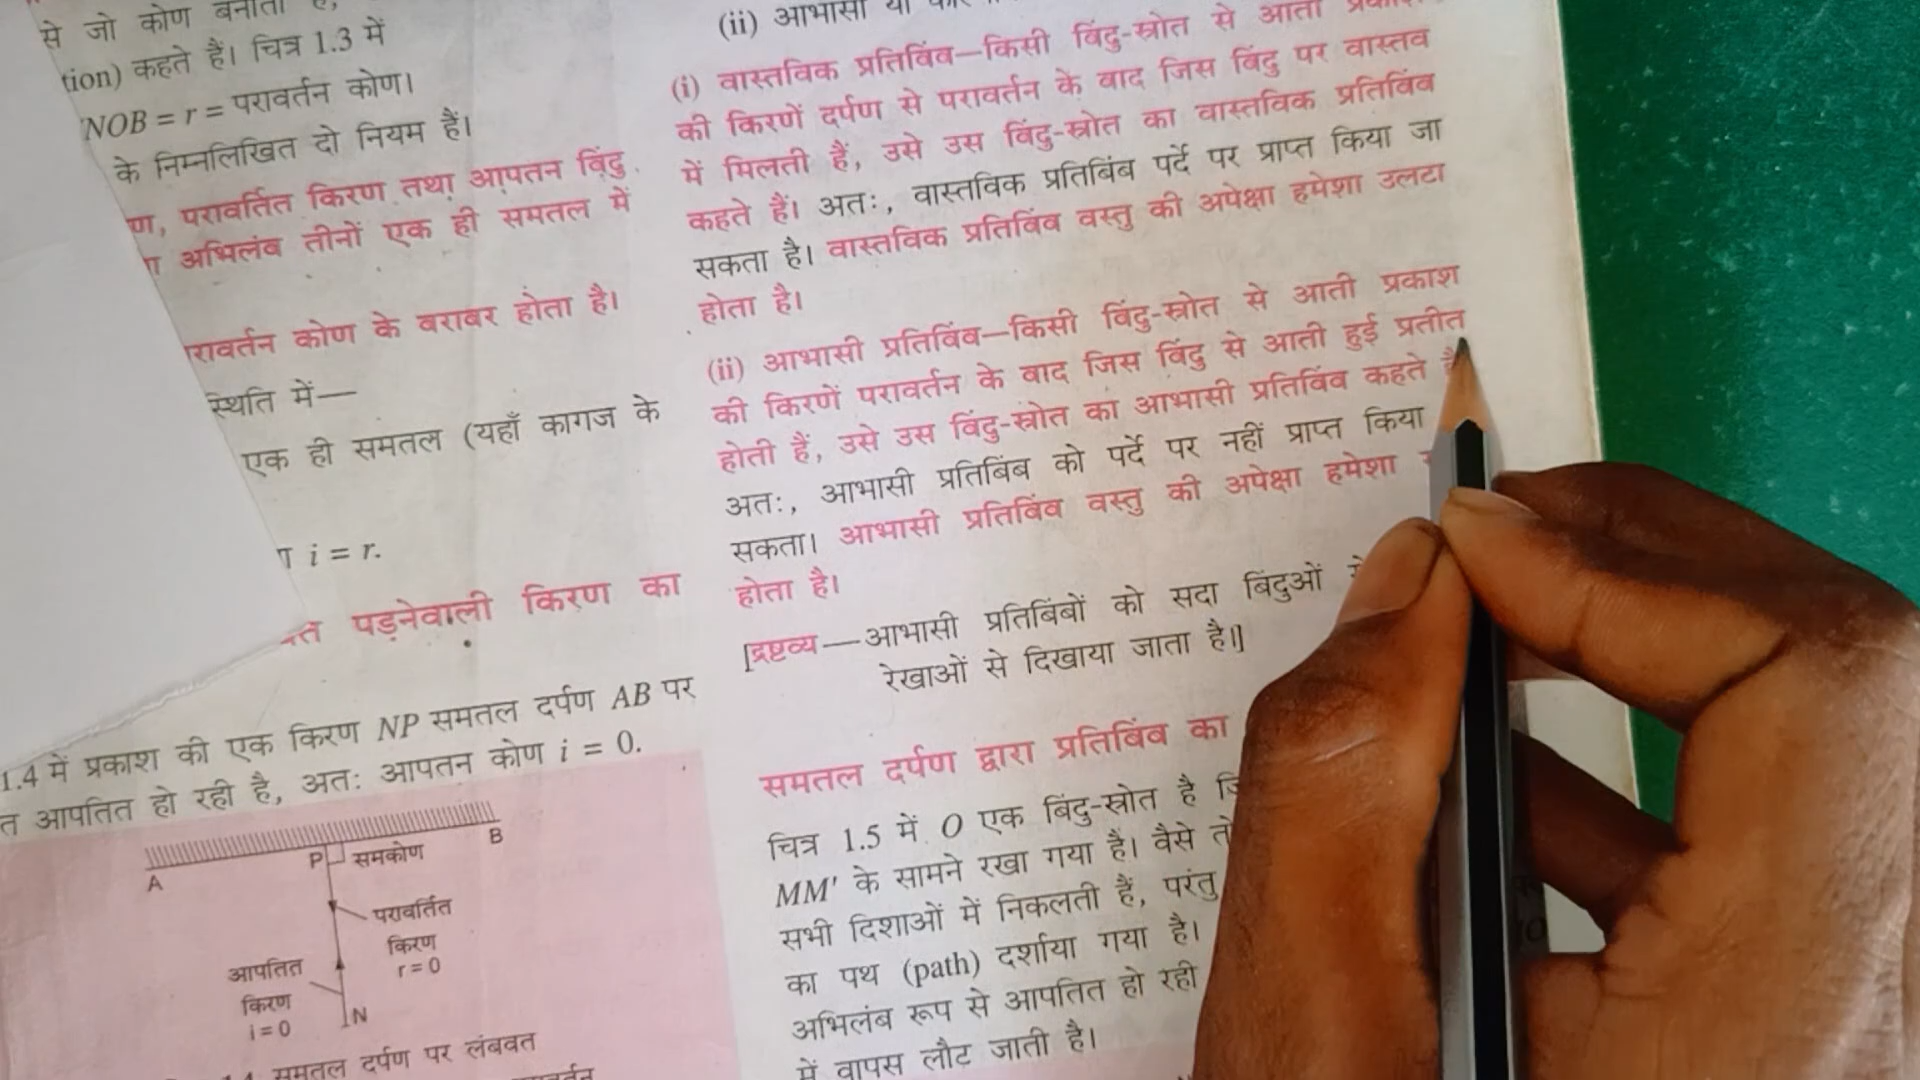 से जो कोण बनाता है,
tion) कहते हैं। चित्र 1.3 में
NOB = r = परावर्तन कोण।
के निम्नलिखित दो नियम हैं।
ण, परावर्तित किरण तथा आपतन बिंदु
अभिलंब तीनों एक ही समतल में
रावर्तन कोण के बराबर होता है।
स्थिति में—
एक ही समतल (यहाँ कागज के
i = r.
पड़नेवाली किरण का
1.4 में प्रकाश की एक किरण NP समतल दर्पण AB पर
त आपतित हो रही है, अतः आपतन कोण i = 0.
A
B
P
समकोण
परावर्तित
किरण
r = 0
आपतित
किरण
i = 0
N
समतल दर्पण पर लंबवत
(ii) आभासी या
(i) वास्तविक प्रतिबिंब—किसी बिंदु-स्रोत से आती प्रकाश
की किरणें दर्पण से परावर्तन के बाद जिस बिंदु पर वास्तव
में मिलती हैं, उसे उस बिंदु-स्रोत का वास्तविक प्रतिबिंब
कहते हैं। अतः, वास्तविक प्रतिबिंब पर्दे पर प्राप्त किया जा
सकता है। वास्तविक प्रतिबिंब वस्तु की अपेक्षा हमेशा उलटा
होता है।
(ii) आभासी प्रतिबिंब—किसी बिंदु-स्रोत से आती प्रकाश
की किरणें परावर्तन के बाद जिस बिंदु से आती हुई प्रतीत
होती हैं, उसे उस बिंदु-स्रोत का आभासी प्रतिबिंब कहते
अतः, आभासी प्रतिबिंब को पर्दे पर नहीं प्राप्त किया
सकता। आभासी प्रतिबिंब वस्तु की अपेक्षा हमेशा
होता है।
[द्रष्टव्य—आभासी प्रतिबिंबों को सदा बिंदुओं
रेखाओं से दिखाया जाता है।]
समतल दर्पण द्वारा प्रतिबिंब का
चित्र 1.5 में O एक बिंदु-स्रोत है
MM' के सामने रखा गया है। वैसे तो
सभी दिशाओं में निकलती हैं, परंतु
का पथ (path) दर्शाया गया है।
अभिलंब रूप से आपतित हो रही
में वापस लौट जाती है।